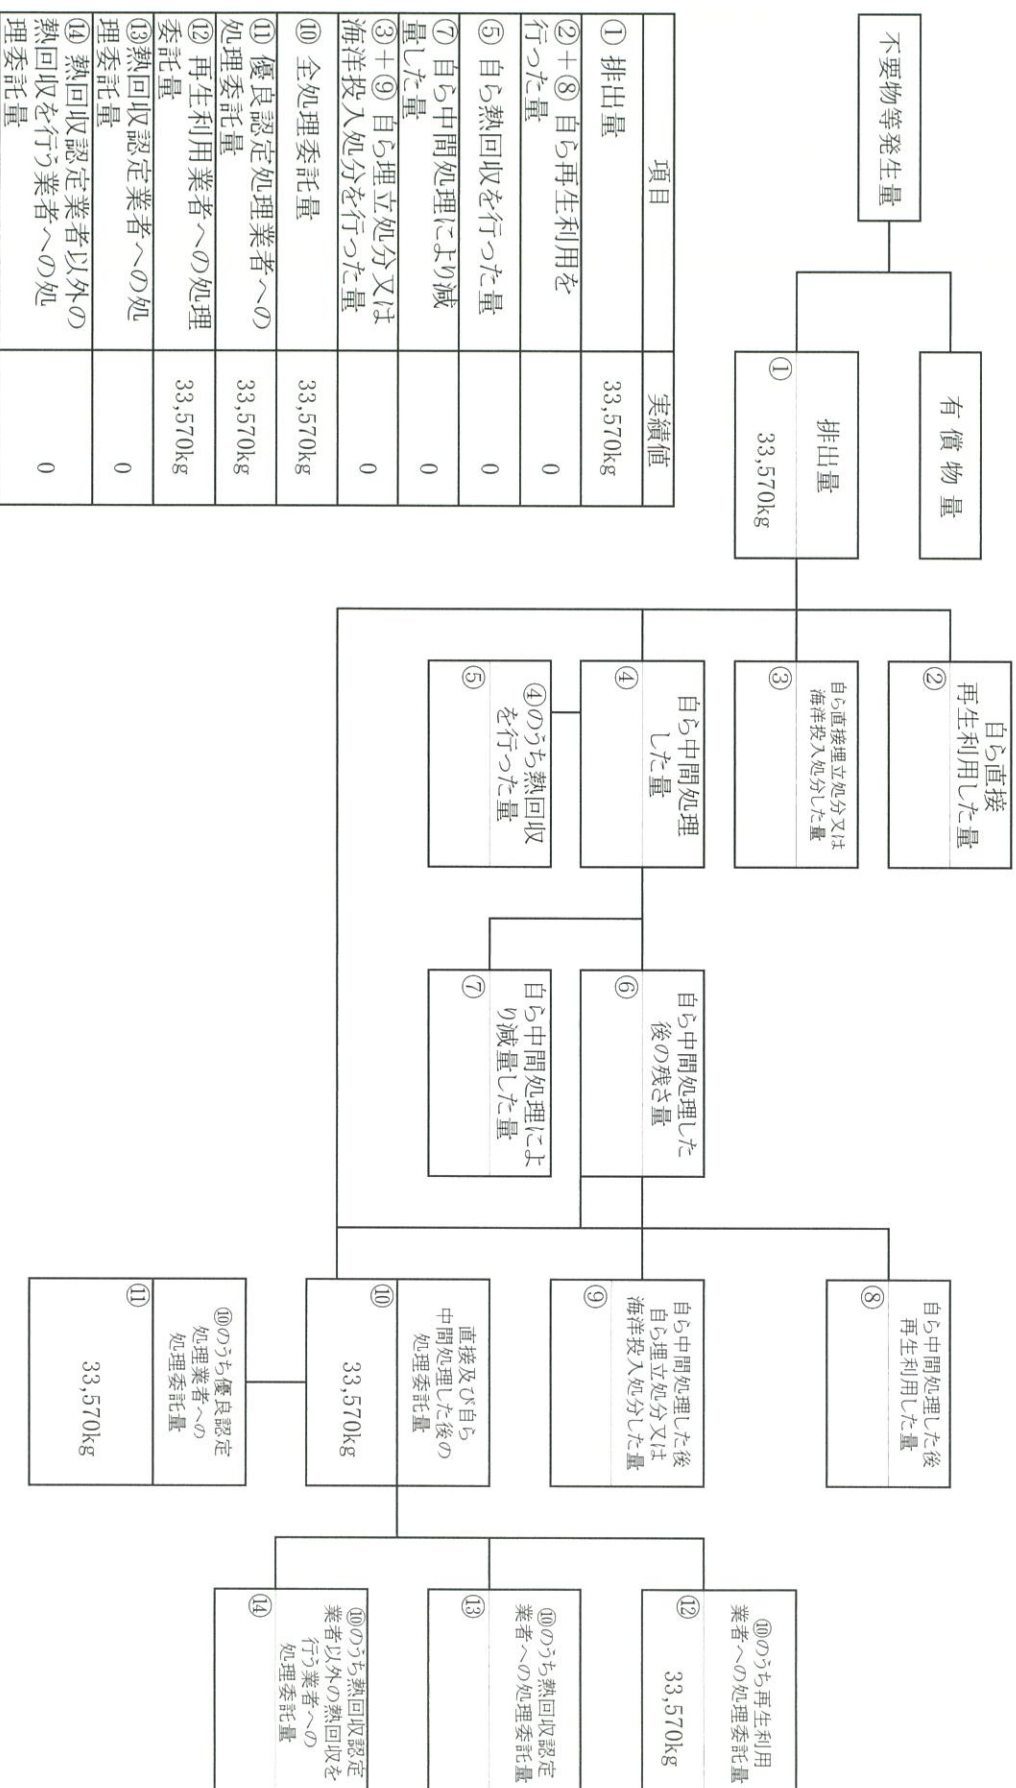 不要物等発生量
有償物量
排出量
①
33,570kg
自ら直接
再生利用した量
②
自ら直接埋立処分又は
海洋投入処分した量
③
自ら中間処理
した量
④
④のうち熱回収
を行った量
⑤
自ら中間処理した
後の残さ量
⑥
自ら中間処理によ
り減量した量
⑦
自ら中間処理した後
再生利用した量
⑧
自ら中間処理した後
自ら埋立処分又は
海洋投入処分した量
⑨
直接及び自ら
中間処理した後の
処理委託量
⑩
33,570kg
⑩のうち優良認定
処理業者への
処理委託量
⑪
33,570kg
⑩のうち再生利用
業者への処理委託量
⑫
33,570kg
⑩のうち熱回収認定
業者への処理委託量
⑬
⑩のうち熱回収認定
業者以外の熱回収を
行う業者への
処理委託量
⑭
項目 実績値
① 排出量 33,570kg
②+⑧ 自ら再生利用を
行った量 0
⑤ 自ら熱回収を行った量 0
⑦ 自ら中間処理により減
量した量 0
③+⑨ 自ら埋立処分又は
海洋投入処分を行った量 0
⑩ 全処理委託量 33,570kg
⑪ 優良認定処理業者への
処理委託量 33,570kg
⑫ 再生利用業者への処理
委託量 33,570kg
⑬熱回収認定業者への処
理委託量 0
⑭ 熱回収認定業者以外の
熱回収を行う業者への処
理委託量 0